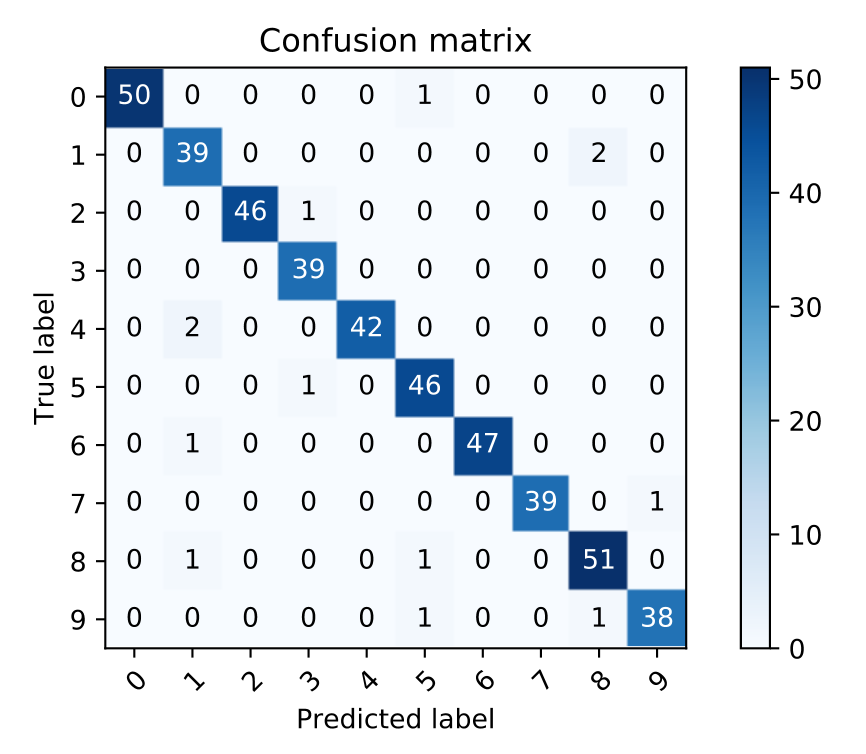 Confusion matrix
0 50 0 0 0 0 1 0 0 0 0
1 0 39 0 0 0 0 0 0 2 0
2 0 0 46 1 0 0 0 0 0 0
3 0 0 0 39 0 0 0 0 0 0
4 0 2 0 0 42 0 0 0 0 0
5 0 0 0 1 0 46 0 0 0 0
6 0 1 0 0 0 0 47 0 0 0
7 0 0 0 0 0 0 0 39 0 1
8 0 1 0 0 0 1 0 0 51 0
9 0 0 0 0 0 1 0 0 1 38
0 1 2 3 4 5 6 7 8 9
True label
Predicted label
50
40
30
20
10
0